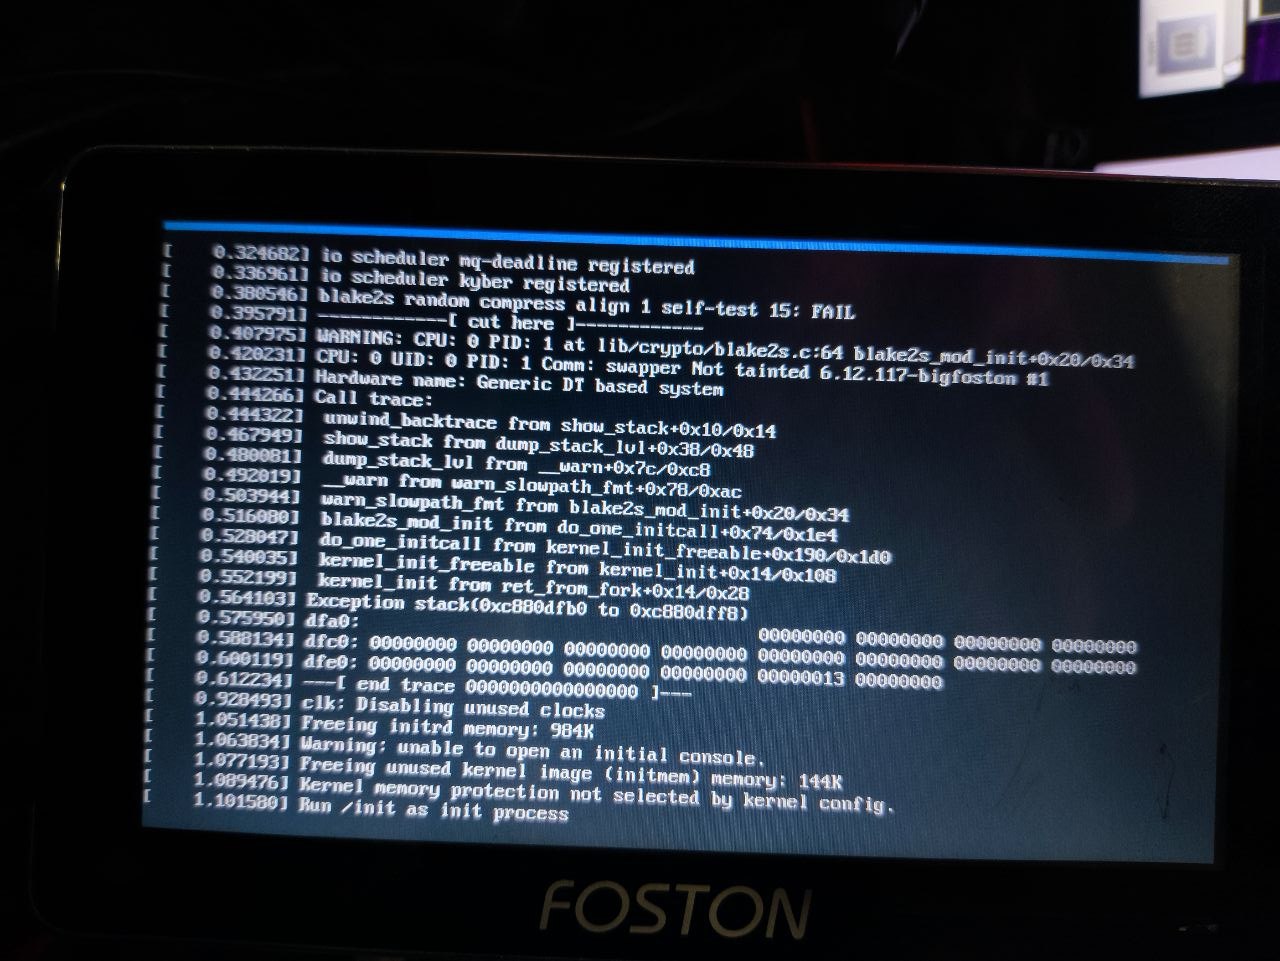 [    0.324682] io scheduler mq-deadline registered
[    0.336961] io scheduler kyber registered
[    0.380546] blake2s random compress align 1 self-test 15: FAIL
[    0.395791] ------------[ cut here ]------------
[    0.407975] WARNING: CPU: 0 PID: 1 at lib/crypto/blake2s.c:64 blake2s_mod_init+0x20/0x34
[    0.420231] CPU: 0 UID: 0 PID: 1 Comm: swapper Not tainted 6.12.117-bigfoston #1
[    0.432251] Hardware name: Generic DT based system
[    0.444266] Call trace:
[    0.444322]  unwind_backtrace from show_stack+0x10/0x14
[    0.467949]  show_stack from dump_stack_lvl+0x38/0x48
[    0.480081]  dump_stack_lvl from __warn+0x7c/0xc8
[    0.492019]  __warn from warn_slowpath_fmt+0x78/0xac
[    0.503944]  warn_slowpath_fmt from blake2s_mod_init+0x20/0x34
[    0.516080]  blake2s_mod_init from do_one_initcall+0x74/0x1e4
[    0.528047]  do_one_initcall from kernel_init_freeable+0x190/0x1d0
[    0.540035]  kernel_init_freeable from kernel_init+0x14/0x108
[    0.552199]  kernel_init from ret_from_fork+0x14/0x28
[    0.564103] Exception stack(0xc880dfb0 to 0xc880dff8)
[    0.575950] dfa0:                                     00000000 00000000 00000000 00000000
[    0.588134] dfc0: 00000000 00000000 00000000 00000000 00000000 00000000 00000000 00000000
[    0.600119] dfe0: 00000000 00000000 00000000 00000000 00000013 00000000
[    0.612234] ---[ end trace 0000000000000000 ]---
[    0.928493] clk: Disabling unused clocks
[    1.051438] Freeing initrd memory: 984K
[    1.063834] Warning: unable to open an initial console.
[    1.077193] Freeing unused kernel image (initmem) memory: 144K
[    1.089476] Kernel memory protection not selected by kernel config.
[    1.101580] Run /init as init process
FOSTON